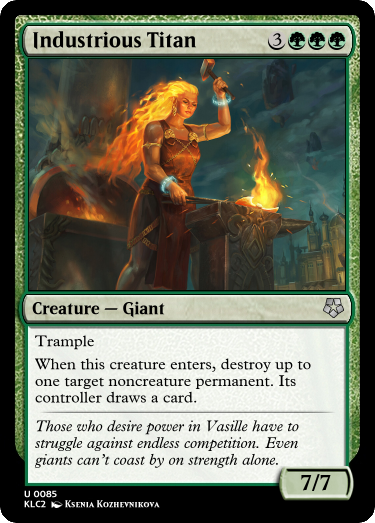 Industrious Titan 3
Creature — Giant
Trample
When this creature enters, destroy up to
one target noncreature permanent. Its
controller draws a card.
Those who desire power in Vasille have to
struggle against endless competition. Even
giants can't coast by on strength alone.
7/7
U 0085
KLC2 Ksenia Kozhevnikova